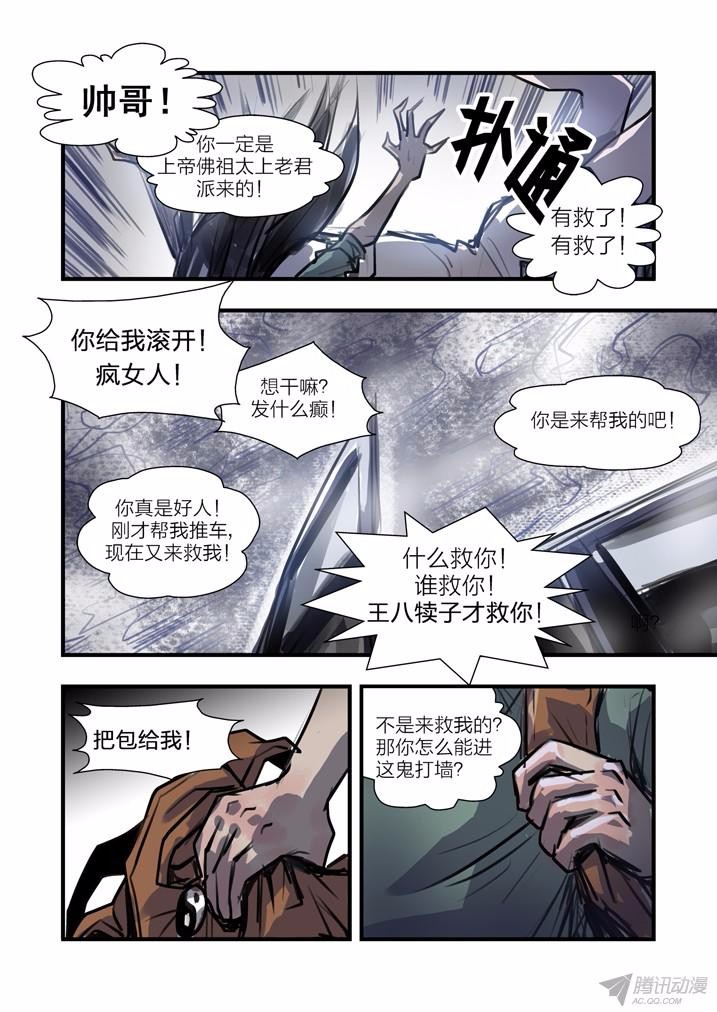 帅哥！
你一定是
上帝佛祖太上老君
派来的！
扑通
有救了！
有救了！
你给我滚开！
疯女人！
想干嘛？
发什么癫！
你是来帮我的吧！
你真是好人！
刚才帮我推车，
现在又来救我！
什么救你！
谁救你！
王八犊子才救你！
啊？
把包给我！
不是来救我的？
那你怎么能进
这鬼打墙？
腾讯动漫
AC.QQ.COM